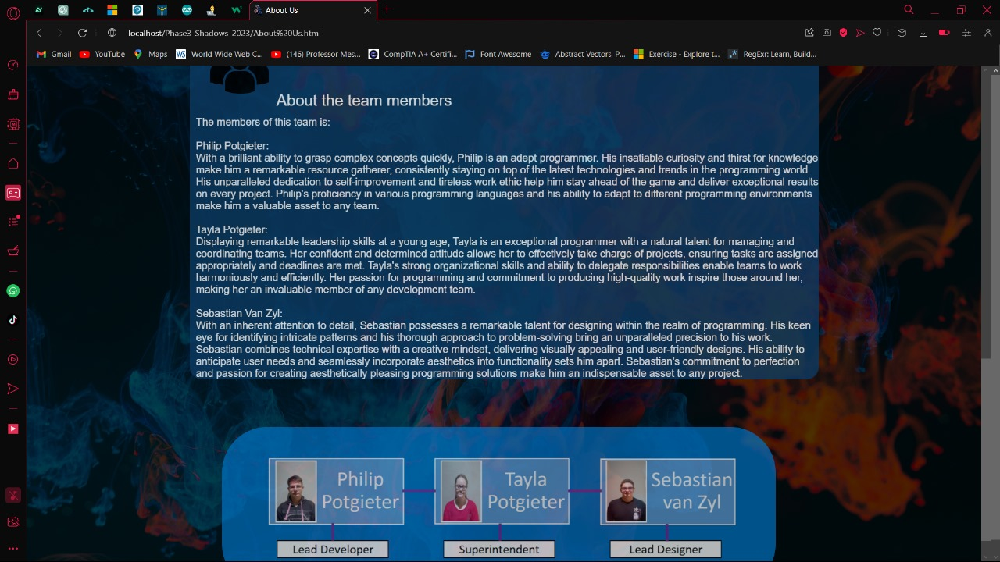 About Us
localhost/Phase3_Shadows_2023/About%20Us.html
Gmail
YouTube
Maps
World Wide Web C...
(146) Professor Mes...
CompTIA A+ Certifi...
Font Awesome
Abstract Vectors, P...
Exercise - Explore t...
RegExr: Learn, Build...
About the team members
The members of this team is:
Philip Potgieter:
With a brilliant ability to grasp complex concepts quickly, Philip is an adept programmer. His insatiable curiosity and thirst for knowledge
make him a remarkable resource gatherer, consistently staying on top of the latest technologies and trends in the programming world.
His unparalleled dedication to self-improvement and tireless work ethic help him stay ahead of the game and deliver exceptional results
on every project. Philip's proficiency in various programming languages and his ability to adapt to different programming environments
make him a valuable asset to any team.
Tayla Potgieter:
Displaying remarkable leadership skills at a young age, Tayla is an exceptional programmer with a natural talent for managing and
coordinating teams. Her confident and determined attitude allows her to effectively take charge of projects, ensuring tasks are assigned
appropriately and deadlines are met. Tayla's strong organizational skills and ability to delegate responsibilities enable teams to work
harmoniously and efficiently. Her passion for programming and commitment to producing high-quality work inspire those around her,
making her an invaluable member of any development team.
Sebastian Van Zyl:
With an inherent attention to detail, Sebastian possesses a remarkable talent for designing within the realm of programming. His keen
eye for identifying intricate patterns and his thorough approach to problem-solving bring an unparalleled precision to his work.
Sebastian combines technical expertise with a creative mindset, delivering visually appealing and user-friendly designs. His ability to
anticipate user needs and seamlessly incorporate aesthetics into functionality sets him apart. Sebastian's commitment to perfection
and passion for creating aesthetically pleasing programming solutions make him an indispensable asset to any project.
Philip
Potgieter
Tayla
Potgieter
Sebastian
van Zyl
Lead Developer
Superintendent
Lead Designer